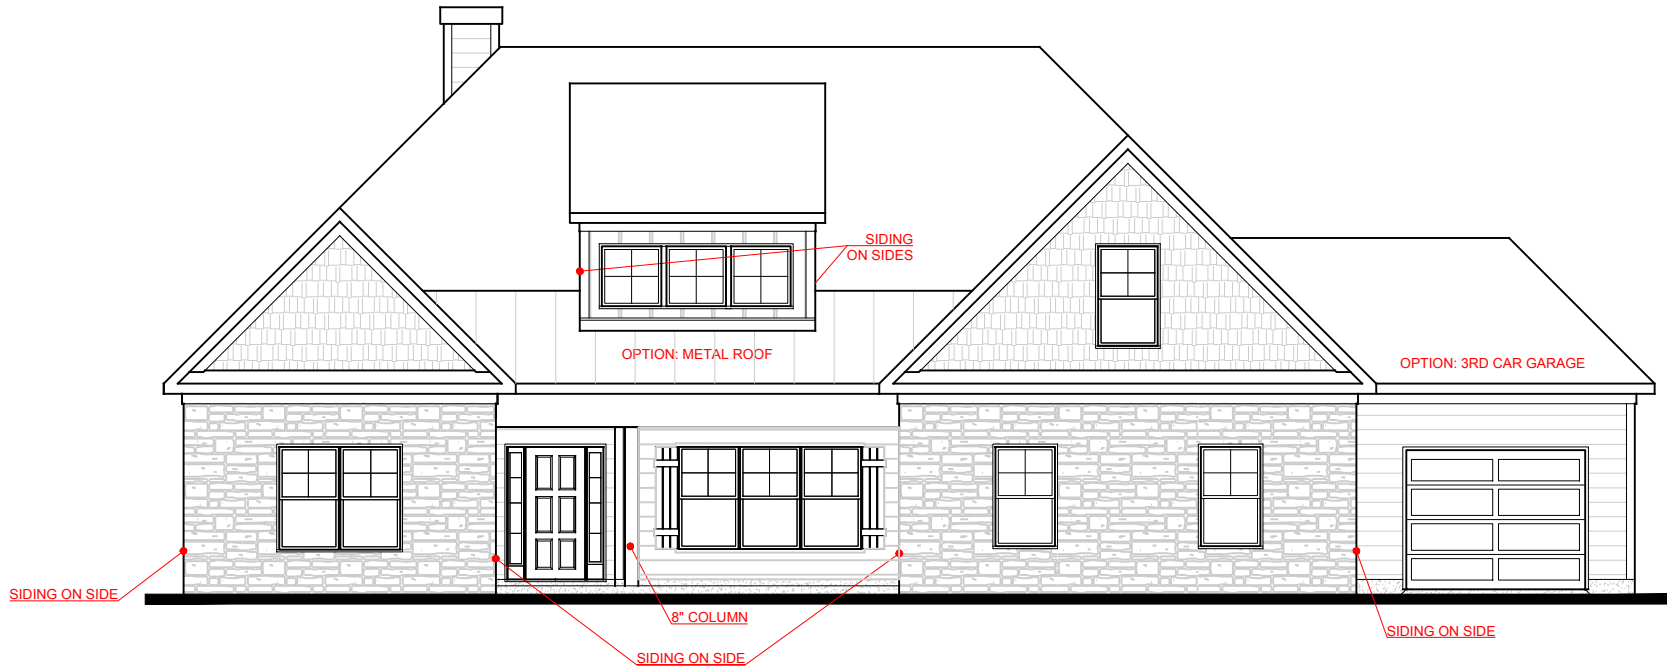 SIDING
ON SIDES
OPTION: METAL ROOF
OPTION: 3RD CAR GARAGE
SIDING ON SIDE
8" COLUMN
SIDING ON SIDE
SIDING ON SIDE